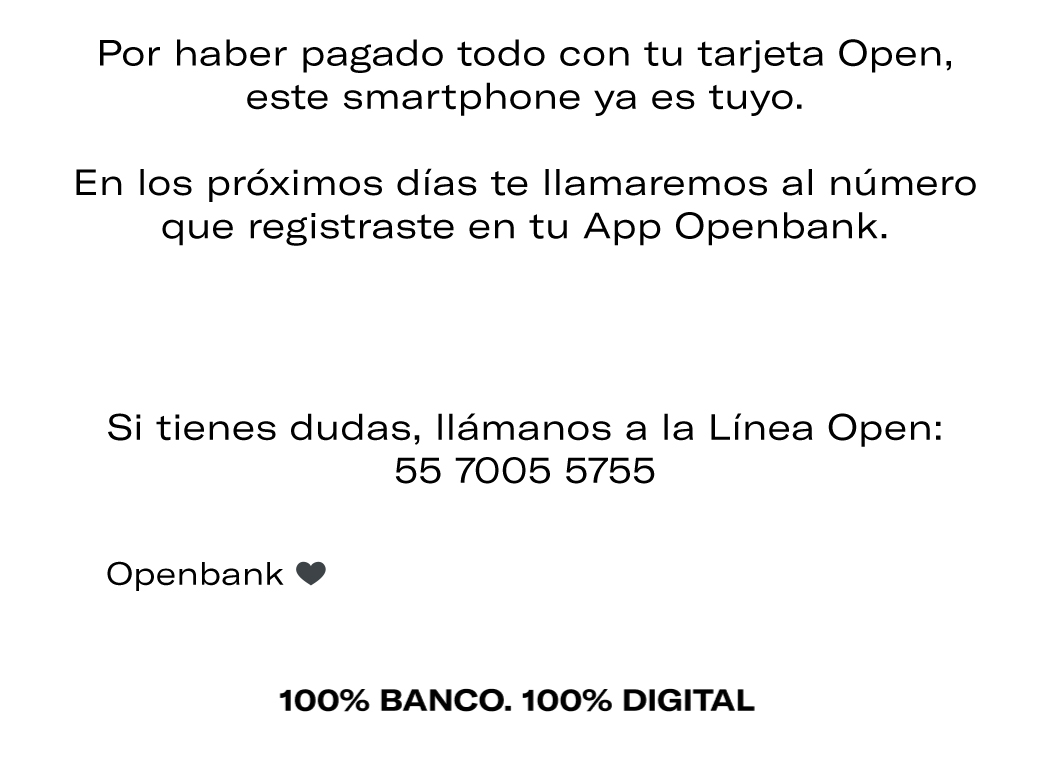 Por haber pagado todo con tu tarjeta Open,
este smartphone ya es tuyo.
En los próximos días te llamaremos al número
que registraste en tu App Openbank.
Si tienes dudas, llámanos a la Línea Open:
55 7005 5755
Openbank 🖤
100% BANCO. 100% DIGITAL